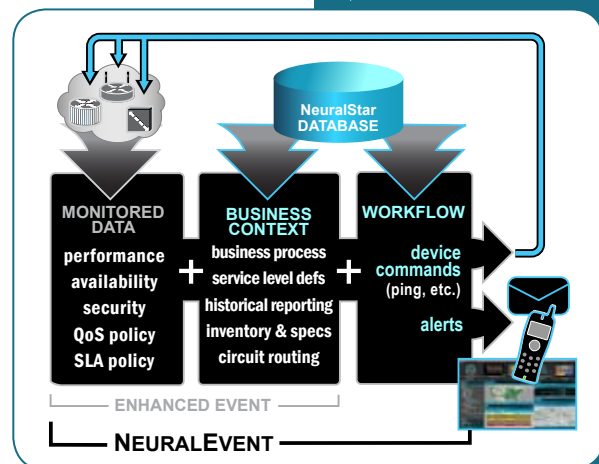 NeuralStar
DATABASE
MONITORED
DATA
performance
availability
security
QoS policy
SLA policy
+
BUSINESS
CONTEXT
business process
service level defs
historical reporting
inventory & specs
circuit routing
+
WORKFLOW
device
commands
(ping, etc.)
alerts
ENHANCED EVENT
NEURALEVENT